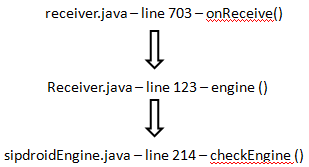 receiver.java – line 703 – onReceive()
Receiver.java – line 123 – engine ()
sipdroidEngine.java – line 214 – checkEngine ()